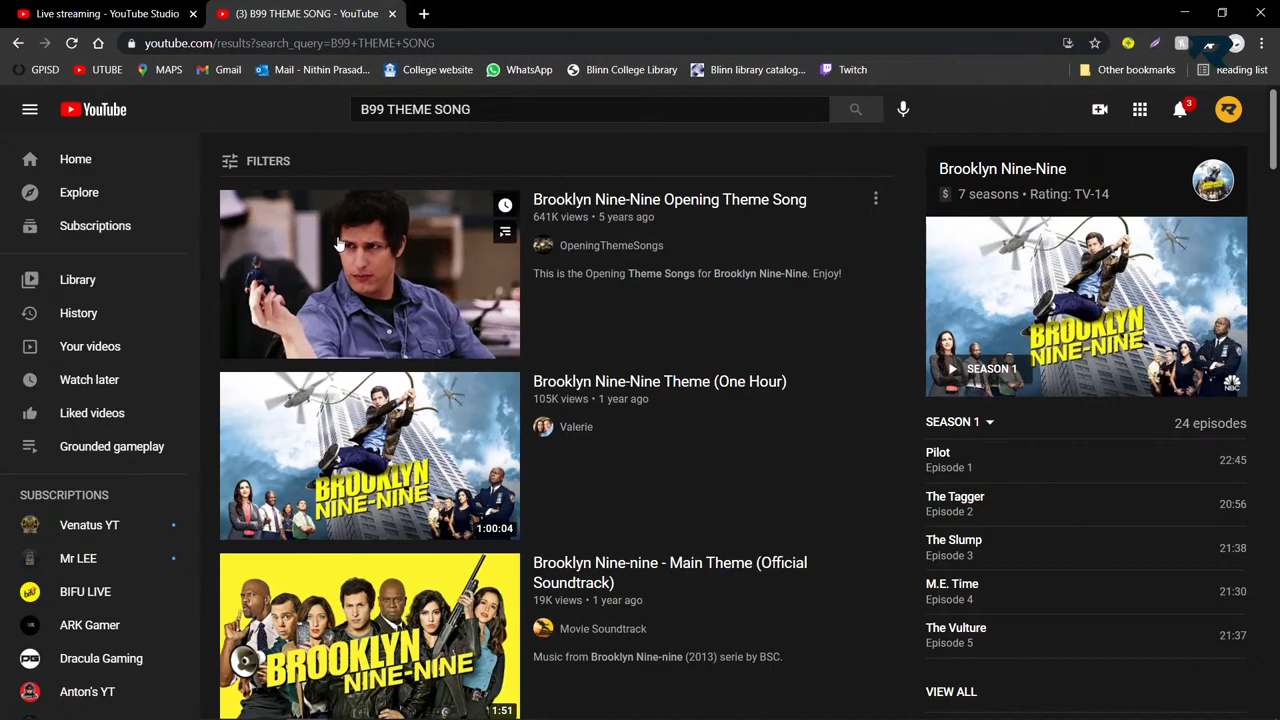 Live streaming - YouTube Studio
(3) B99 THEME SONG - YouTube
youtube.com/results?search_query=B99+THEME+SONG
GPISD
UTUBE
MAPS
Gmail
Mail - Nithin Prasad...
College website
WhatsApp
Blinn College Library
Blinn library catalog...
Twitch
Other bookmarks
Reading list
YouTube
B99 THEME SONG
3
Home
Explore
Subscriptions
Library
History
Your videos
Watch later
Liked videos
Grounded gameplay
SUBSCRIPTIONS
Venatus YT
Mr LEE
BIFU LIVE
ARK Gamer
Dracula Gaming
Anton's YT
FILTERS
Brooklyn Nine-Nine Opening Theme Song
641K views • 5 years ago
OpeningThemeSongs
This is the Opening Theme Songs for Brooklyn Nine-Nine. Enjoy!
BROOKLYN
NINE-NINE
1:00:04
Brooklyn Nine-Nine Theme (One Hour)
105K views • 1 year ago
Valerie
BROOKLYN
NINE-NINE
1:51
Brooklyn Nine-nine - Main Theme (Official
Soundtrack)
19K views • 1 year ago
Movie Soundtrack
Music from Brooklyn Nine-nine (2013) serie by BSC.
Brooklyn Nine-Nine
$ 7 seasons • Rating: TV-14
BROOKLYN
NINE-NINE
SEASON 1
NBC
SEASON 1
24 episodes
Pilot
Episode 1
22:45
The Tagger
Episode 2
20:56
The Slump
Episode 3
21:38
M.E. Time
Episode 4
21:30
The Vulture
Episode 5
21:37
VIEW ALL